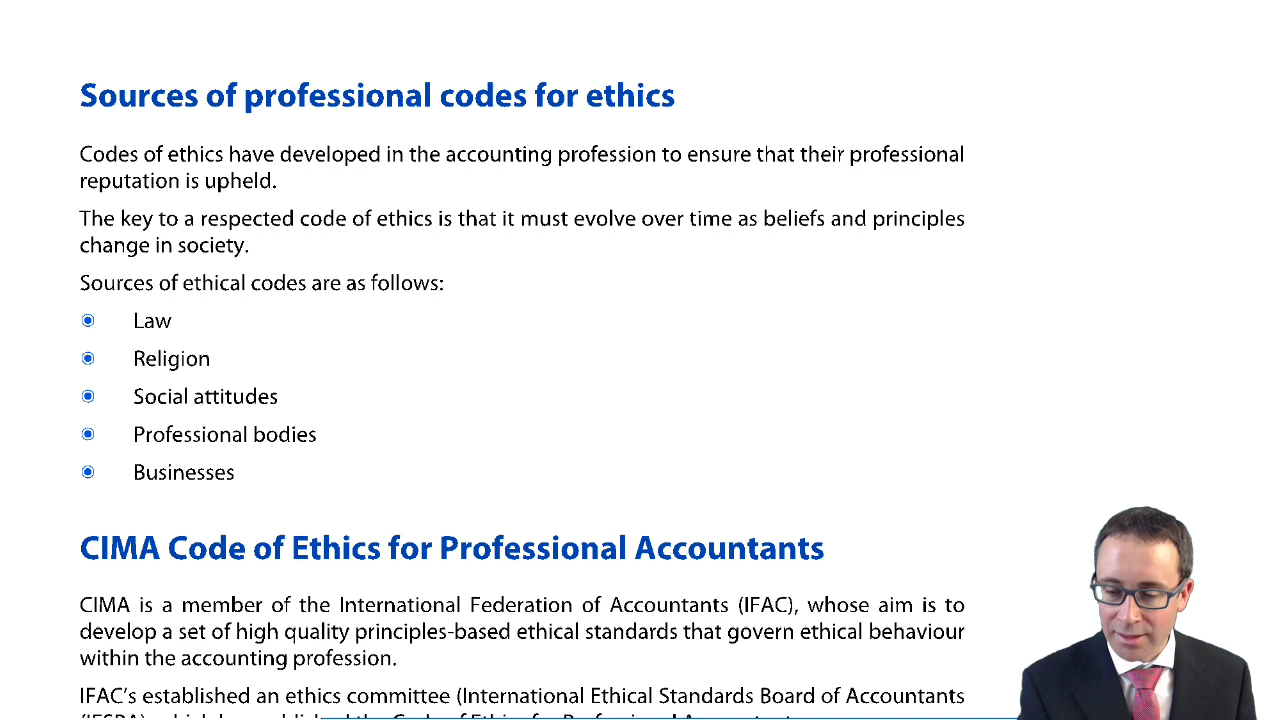 Sources of professional codes for ethics
Codes of ethics have developed in the accounting profession to ensure that their professional
reputation is upheld.
The key to a respected code of ethics is that it must evolve over time as beliefs and principles
change in society.
Sources of ethical codes are as follows:
Law
Religion
Social attitudes
Professional bodies
Businesses
CIMA Code of Ethics for Professional Accountants
CIMA is a member of the International Federation of Accountants (IFAC), whose aim is to
develop a set of high quality principles-based ethical standards that govern ethical behaviour
within the accounting profession.
IFAC's established an ethics committee (International Ethical Standards Board of Accountants